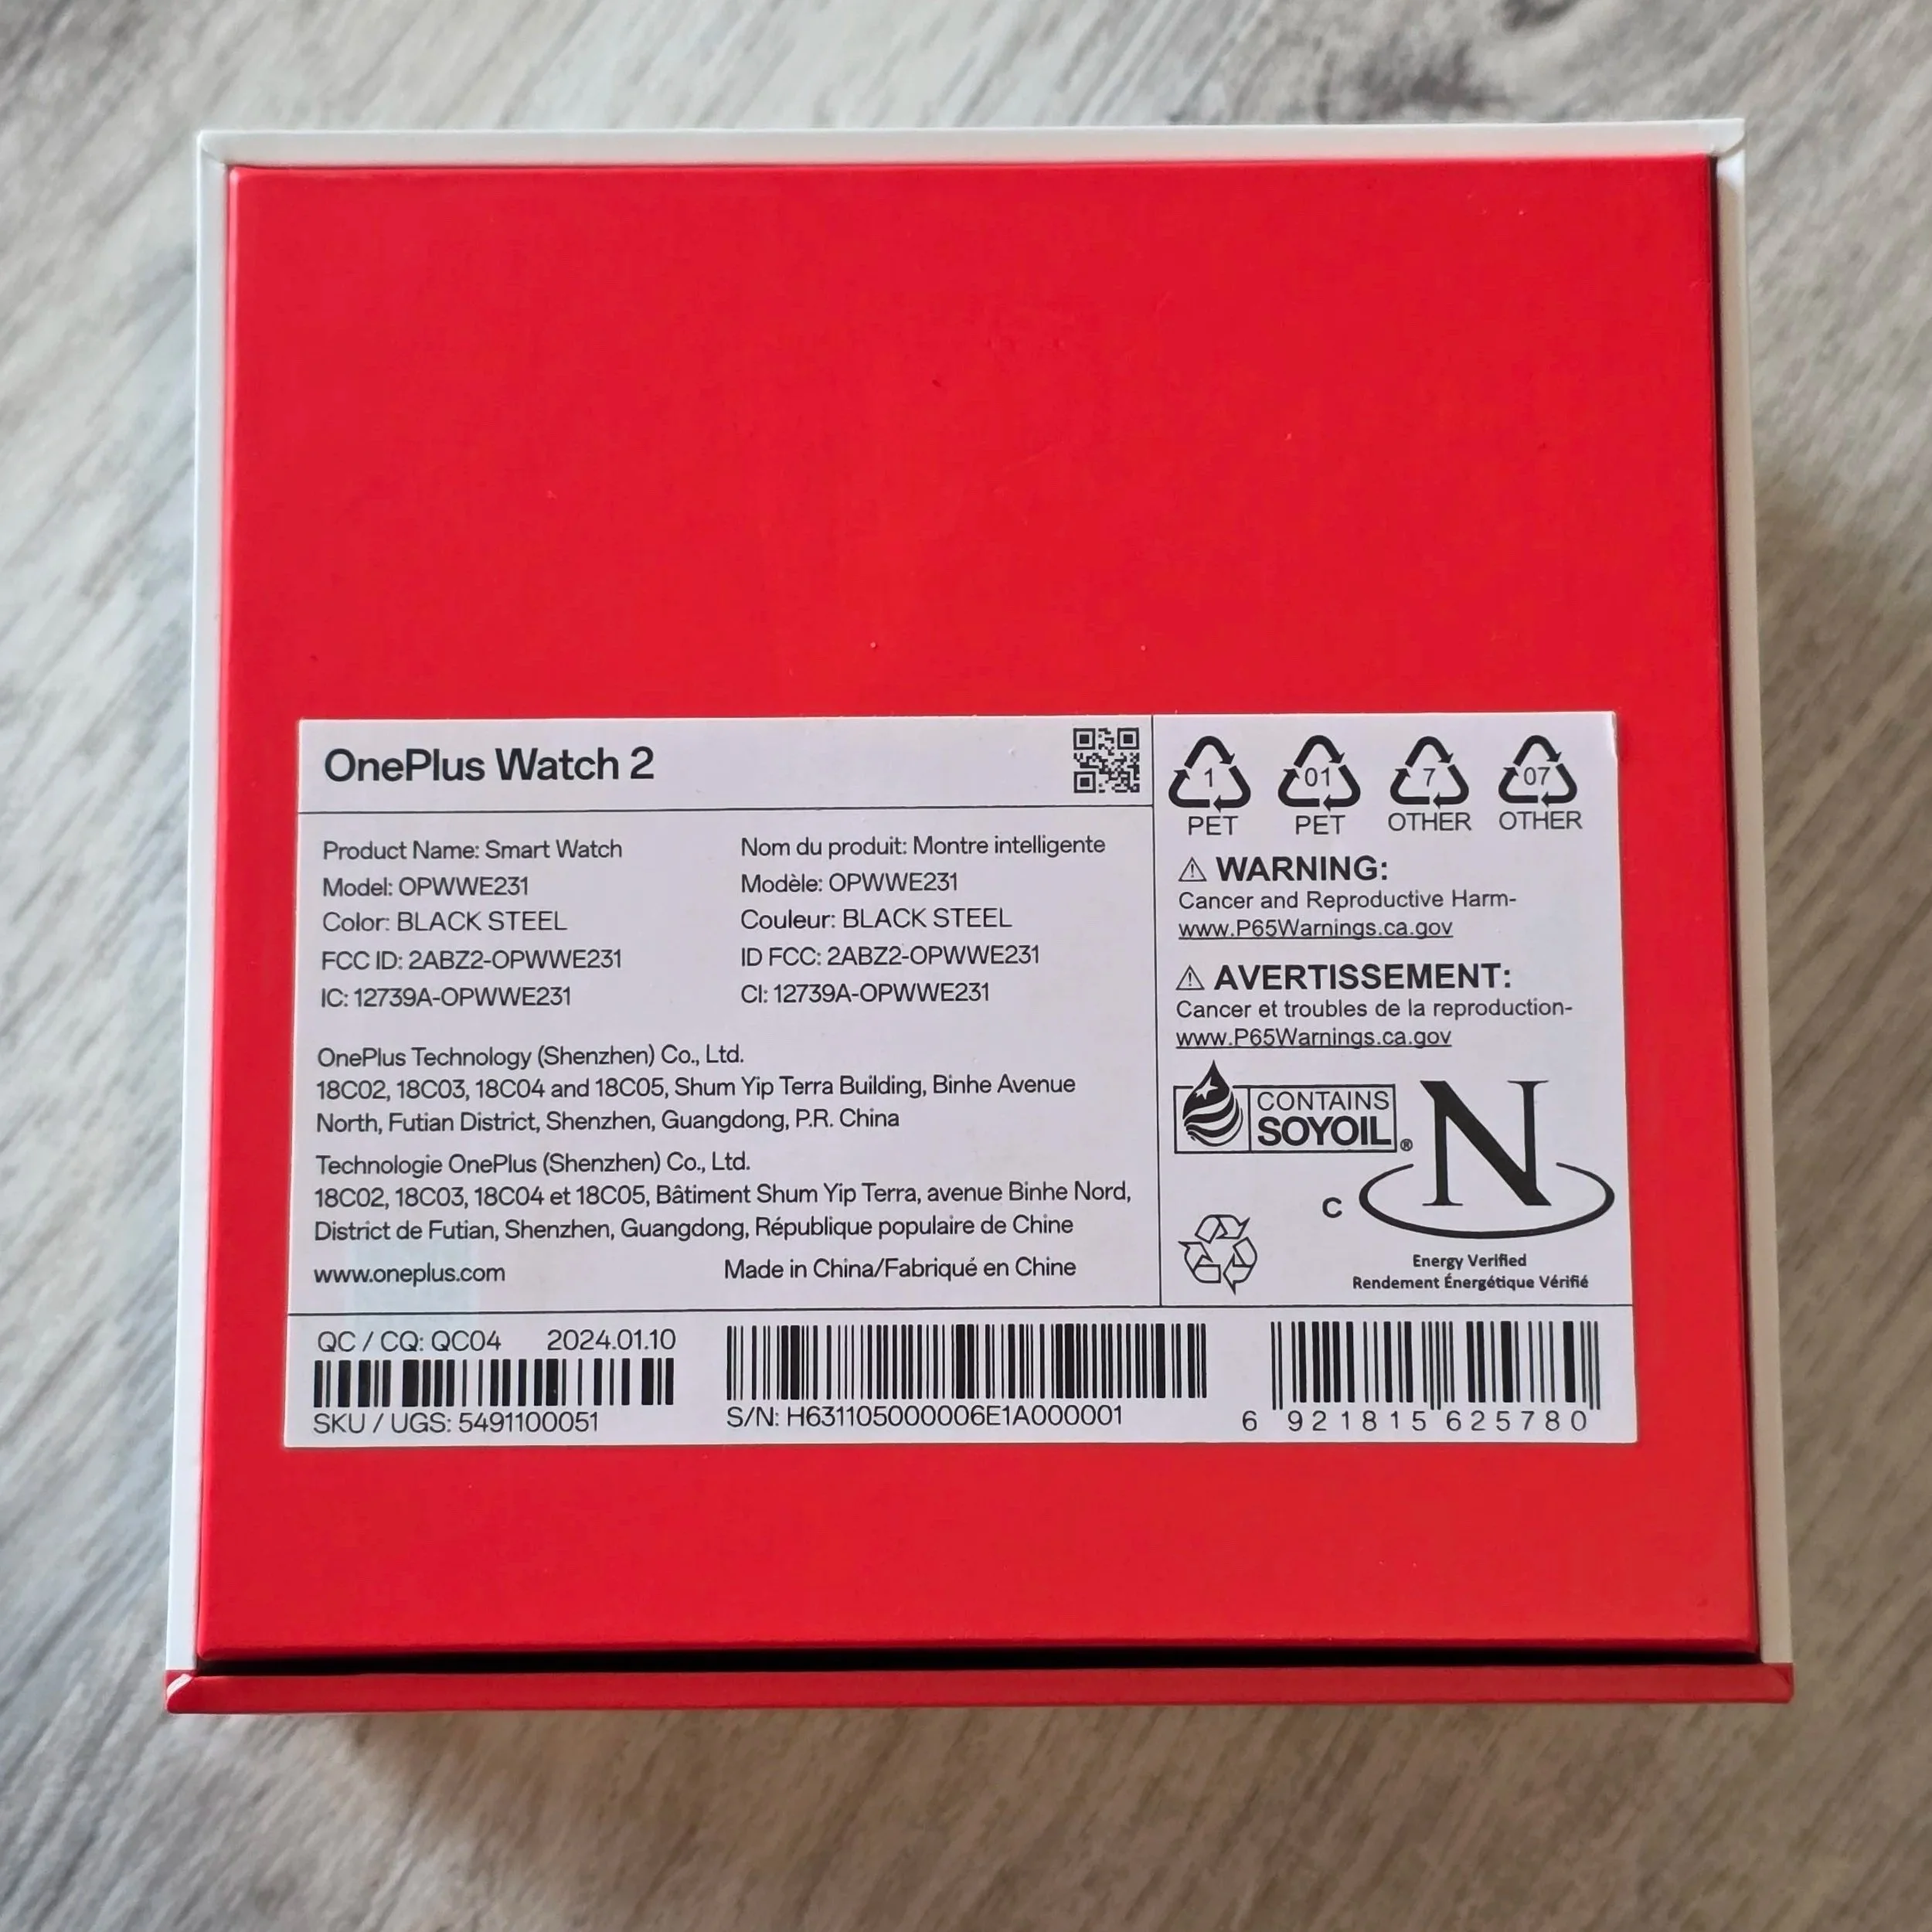 OnePlus Watch 2
Product Name: Smart Watch
Model: OPWWE231
Color: BLACK STEEL
FCC ID: 2ABZ2-OPWWE231
IC: 12739A-OPWWE231
Nom du produit: Montre intelligente
Modèle: OPWWE231
Couleur: BLACK STEEL
ID FCC: 2ABZ2-OPWWE231
CI: 12739A-OPWWE231
OnePlus Technology (Shenzhen) Co., Ltd.
18C02, 18C03, 18C04 and 18C05, Shum Yip Terra Building, Binhe Avenue
North, Futian District, Shenzhen, Guangdong, P.R. China
Technologie OnePlus (Shenzhen) Co., Ltd.
18C02, 18C03, 18C04 et 18C05, Bâtiment Shum Yip Terra, avenue Binhe Nord,
District de Futian, Shenzhen, Guangdong, République populaire de Chine
www.oneplus.com
Made in China/Fabriqué en Chine
1 01 7 07
PET PET OTHER OTHER
⚠ WARNING:
Cancer and Reproductive Harm-
www.P65Warnings.ca.gov
⚠ AVERTISSEMENT:
Cancer et troubles de la reproduction-
www.P65Warnings.ca.gov
CONTAINS
SOYOIL®
C N
Energy Verified
Rendement Énergétique Vérifié
QC / CQ: QC04 2024.01.10
SKU / UGS: 5491100051
S/N: H631105000006E1A000001
6 921815 625780